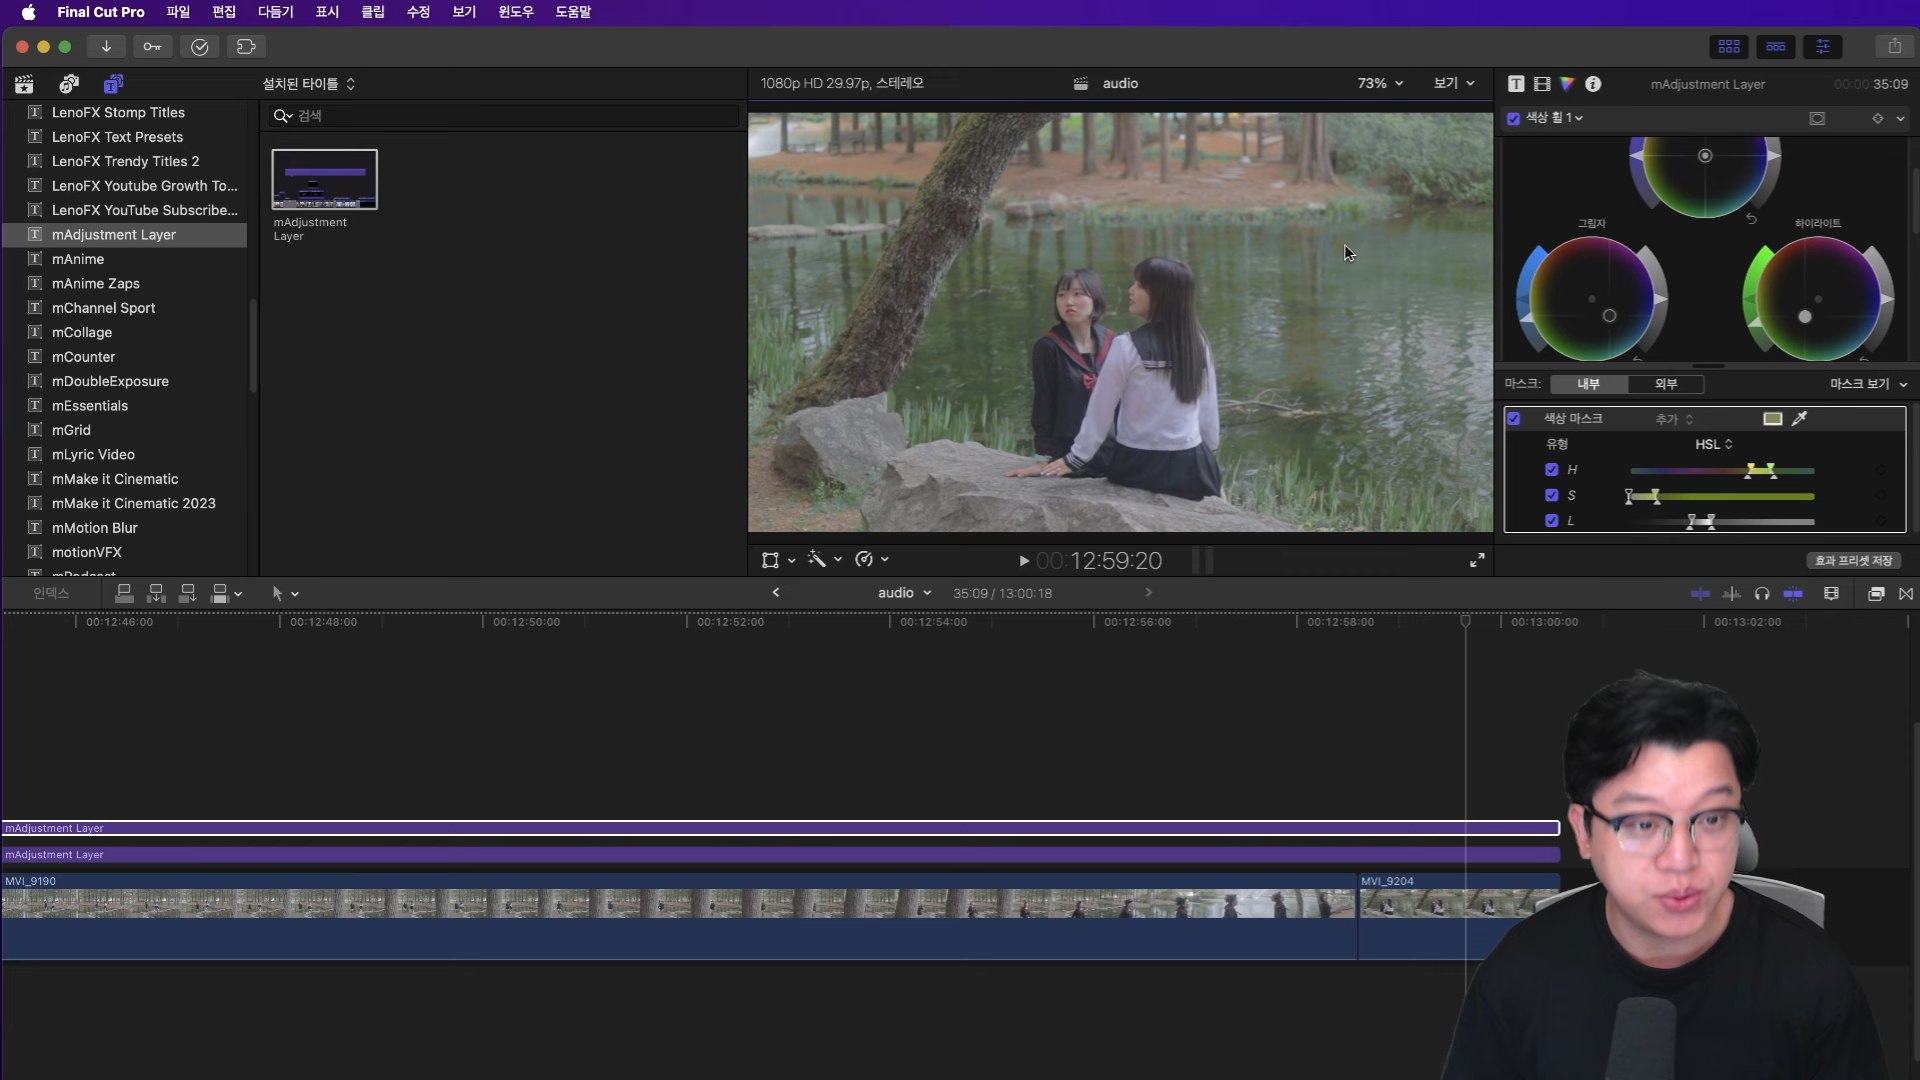 Final Cut Pro 파일 편집 다듬기 표시 클립 수정 보기 윈도우 도움말
설치된 타이틀
1080p HD 29.97p, 스테레오 audio 73% 보기
mAdjustment Layer 00:00:35:09
LenoFX Stomp Titles
LenoFX Text Presets
LenoFX Trendy Titles 2
LenoFX Youtube Growth To...
LenoFX YouTube Subscribe...
mAdjustment Layer
mAnime
mAnime Zaps
mChannel Sport
mCollage
mCounter
mDoubleExposure
mEssentials
mGrid
mLyric Video
mMake it Cinematic
mMake it Cinematic 2023
mMotion Blur
motionVFX
검색
mAdjustment
Layer
색상 휠 1
그림자 하이라이트
마스크: 내부 외부 마스크 보기
색상 마스크 추가
유형 HSL
H
S
L
효과 프리셋 저장
00:12:59:20
인덱스 audio 35:09 / 13:00:18
00:12:46:00 00:12:48:00 00:12:50:00 00:12:52:00 00:12:54:00 00:12:56:00 00:12:58:00 00:13:00:00 00:13:02:00
mAdjustment Layer
mAdjustment Layer
MVI_9190 MVI_9204